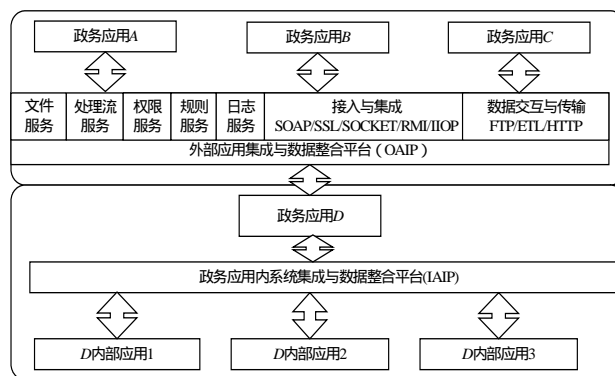 政务应用A 政务应用B 政务应用C
文件 处理流 权限 规则 日志 接入与集成 数据交互与传输
服务 服务 服务 服务 服务 SOAP/SSL/SOCKET/RMI/IIOP FTP/ETL/HTTP
外部应用集成与数据整合平台（OAIP）
政务应用D
政务应用内系统集成与数据整合平台(IAIP)
D内部应用1 D内部应用2 D内部应用3